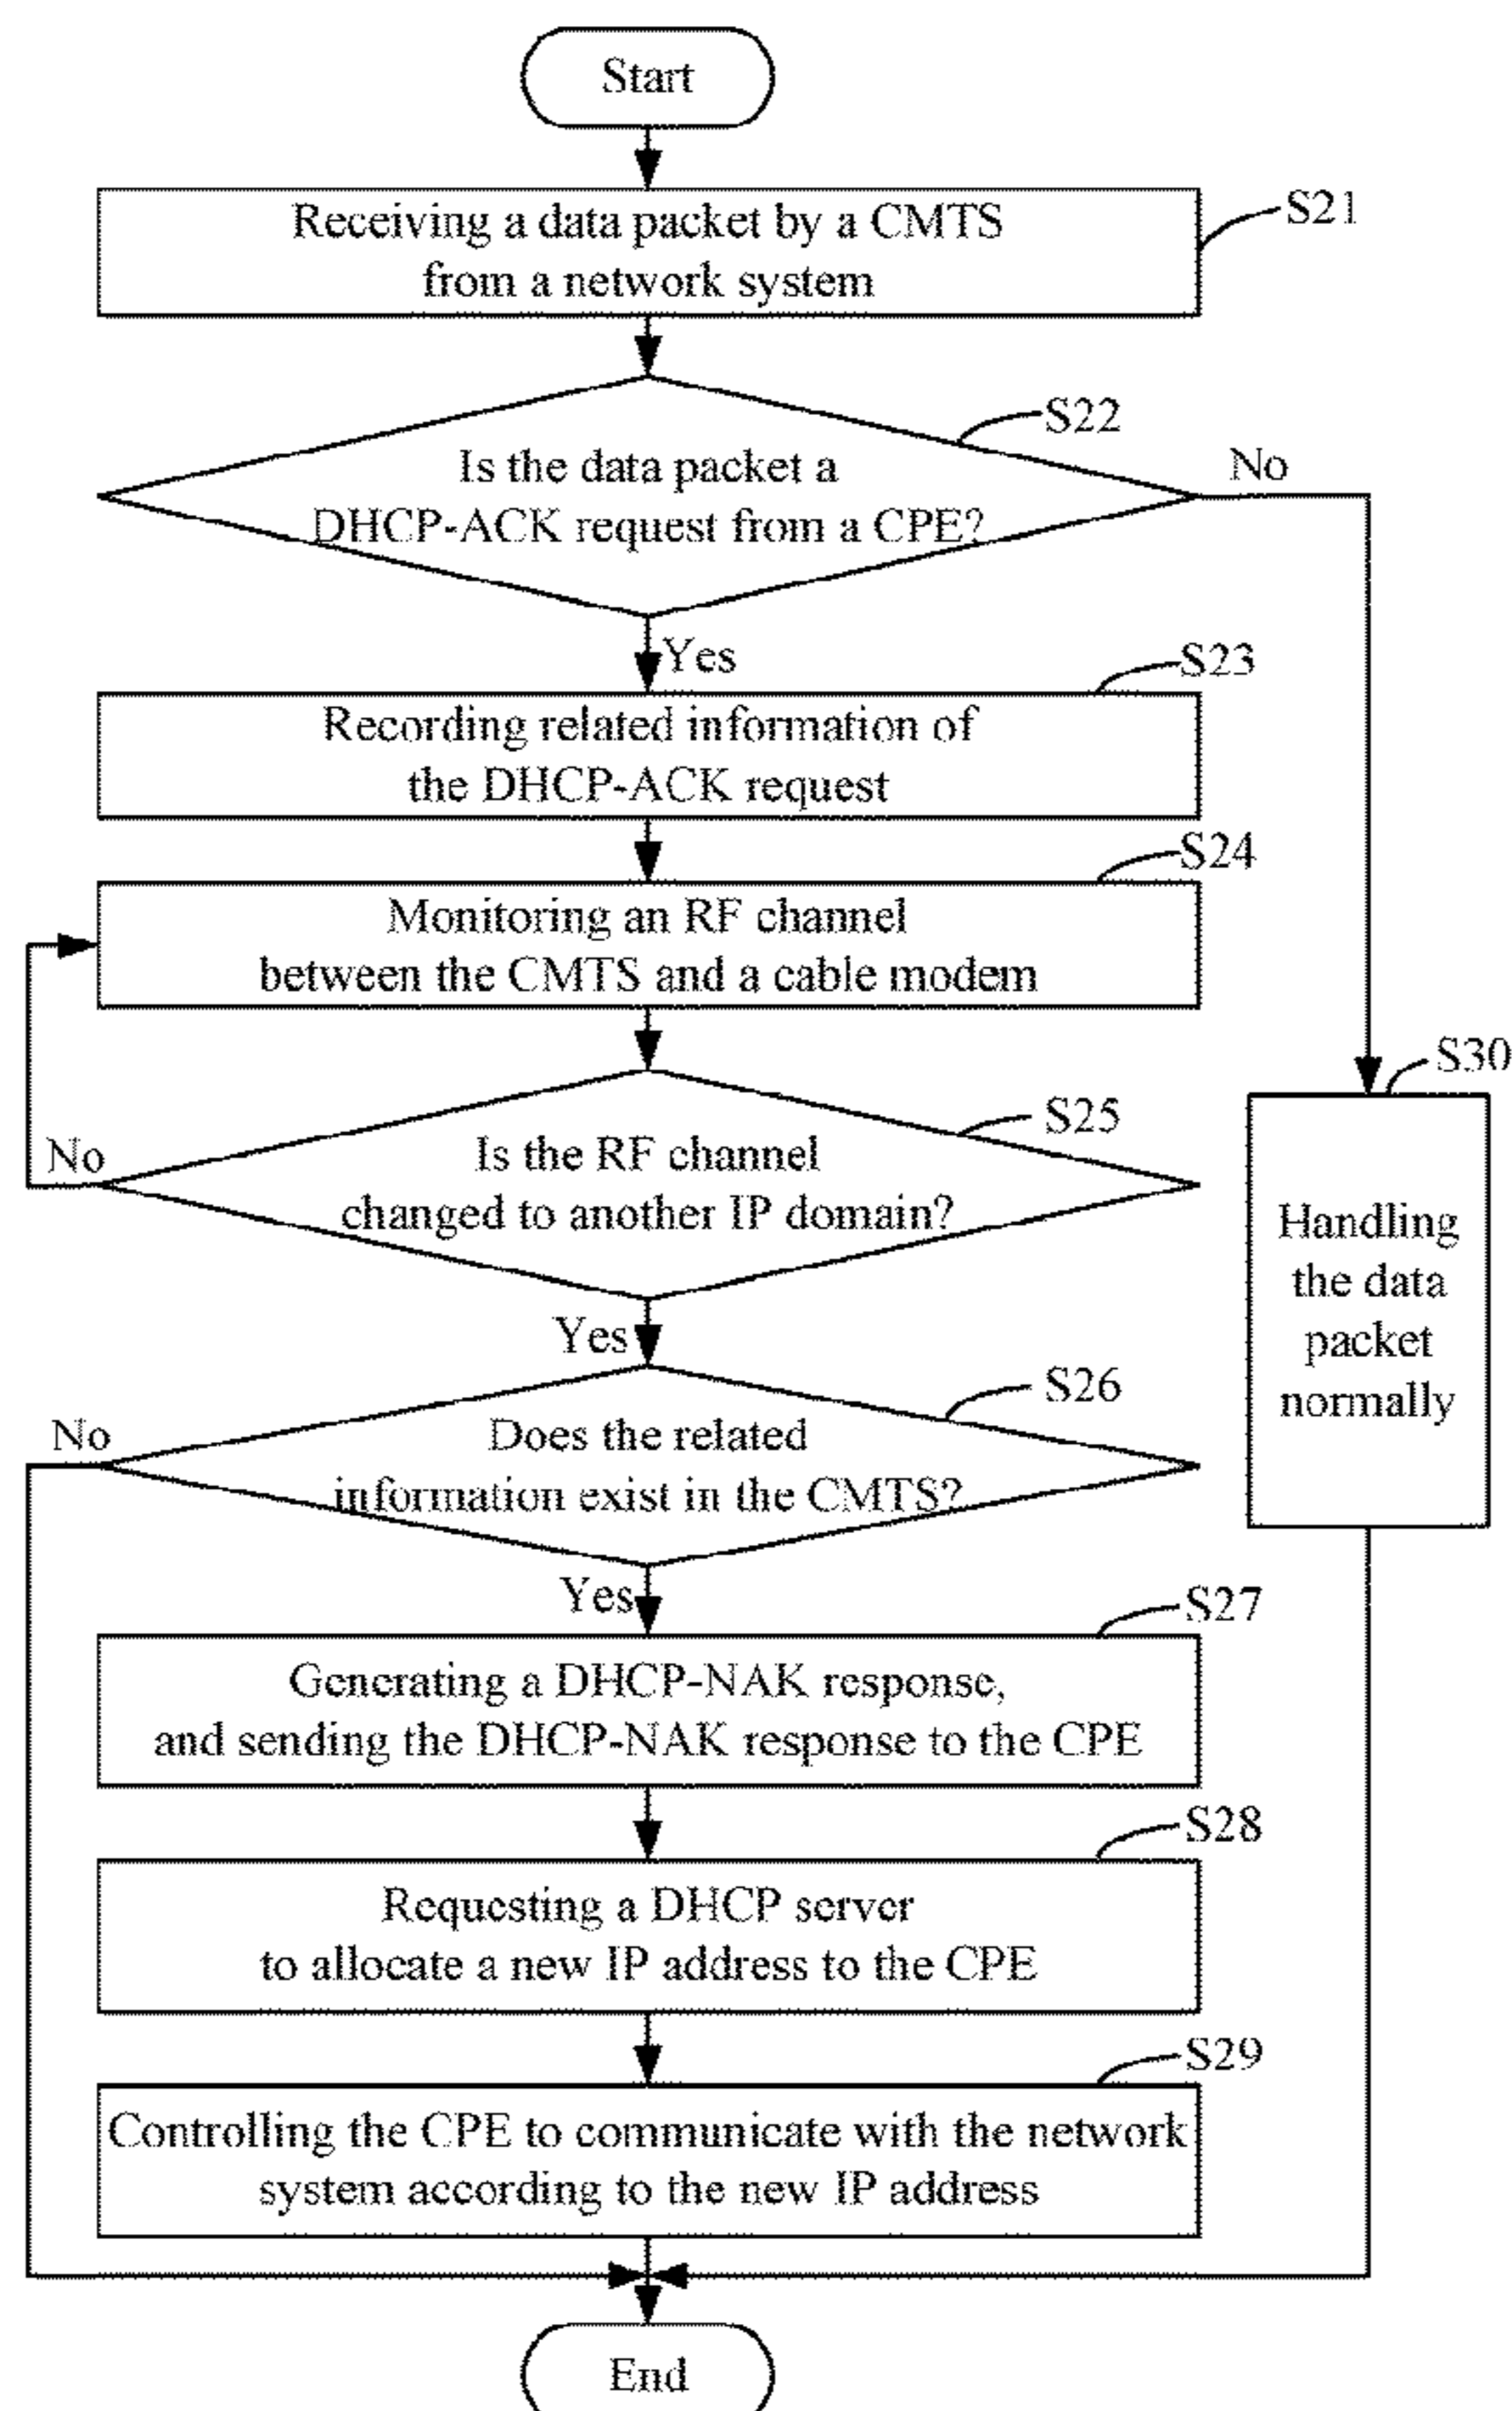 Start
Receiving a data packet by a CMTS
from a network system
S21
S22
Is the data packet a
DHCP-ACK request from a CPE?
No
Yes
S23
Recording related information of
the DHCP-ACK request
S24
Monitoring an RF channel
between the CMTS and a cable modem
S25
Is the RF channel
changed to another IP domain?
No
Yes
S30
Handling
the data
packet
normally
S26
Does the related
information exist in the CMTS?
No
Yes
S27
Generating a DHCP-NAK response,
and sending the DHCP-NAK response to the CPE
S28
Requesting a DHCP server
to allocate a new IP address to the CPE
S29
Controlling the CPE to communicate with the network
system according to the new IP address
End